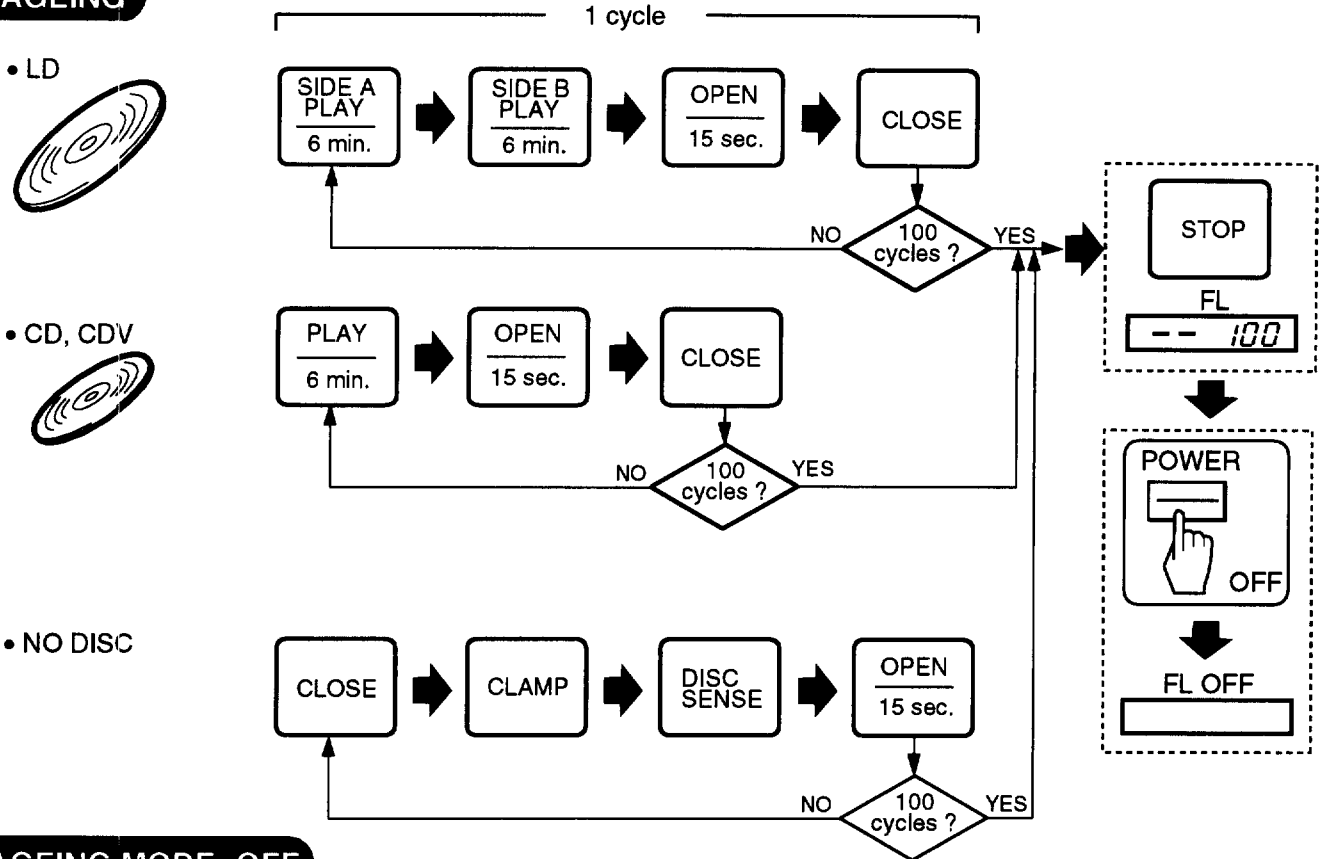 AGEING
1 cycle
• LD
SIDE A
PLAY
6 min.
SIDE B
PLAY
6 min.
OPEN
15 sec.
CLOSE
NO
100
cycles ?
YES
STOP
FL
-- 100
• CD, CDV
PLAY
6 min.
OPEN
15 sec.
CLOSE
NO
100
cycles ?
YES
POWER
OFF
FL OFF
• NO DISC
CLOSE
CLAMP
DISC
SENSE
OPEN
15 sec.
NO
100
cycles ?
YES
AGEING MODE OFF